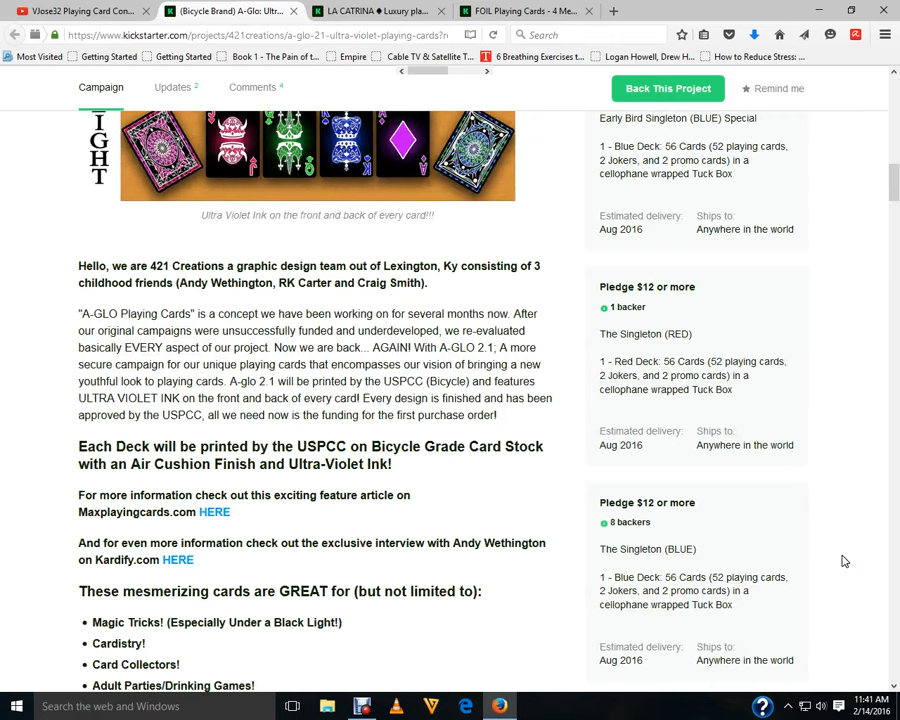 VJose32 Playing Card Con...
(Bicycle Brand) A-Glo: Ultr...
LA CATRINA ♦ Luxury pla...
FOIL Playing Cards - 4 Me...
https://www.kickstarter.com/projects/421creations/a-glo-21-ultra-violet-playing-cards?r
Search
Most Visited
Getting Started
Getting Started
Book 1 - The Pain of t...
Empire
Cable TV & Satellite T...
6 Breathing Exercises t...
Logan Howell, Drew H...
How to Reduce Stress: ...
Campaign
Updates 2
Comments 4
Back This Project
Remind me
IGHT
Ultra Violet Ink on the front and back of every card!!!
Hello, we are 421 Creations a graphic design team out of Lexington, Ky consisting of 3
childhood friends (Andy Wethington, RK Carter and Craig Smith).
"A-GLO Playing Cards" is a concept we have been working on for several months now. After
our original campaigns were unsuccessfully funded and underdeveloped, we re-evaluated
basically EVERY aspect of our project. Now we are back... AGAIN! With A-GLO 2.1; A more
secure campaign for our unique playing cards that encompasses our vision of bringing a new
youthful look to playing cards. A-glo 2.1 will be printed by the USPCC (Bicycle) and features
ULTRA VIOLET INK on the front and back of every card! Every design is finished and has been
approved by the USPCC, all we need now is the funding for the first purchase order!
Each Deck will be printed by the USPCC on Bicycle Grade Card Stock
with an Air Cushion Finish and Ultra-Violet Ink!
For more information check out this exciting feature article on
Maxplayingcards.com HERE
And for even more information check out the exclusive interview with Andy Wethington
on Kardify.com HERE
These mesmerizing cards are GREAT for (but not limited to):
• Magic Tricks! (Especially Under a Black Light!)
• Cardistry!
• Card Collectors!
• Adult Parties/Drinking Games!
Early Bird Singleton (BLUE) Special
1 - Blue Deck: 56 Cards (52 playing cards,
2 Jokers, and 2 promo cards) in a
cellophane wrapped Tuck Box
Estimated delivery: Ships to:
Aug 2016 Anywhere in the world
Pledge $12 or more
1 backer
The Singleton (RED)
1 - Red Deck: 56 Cards (52 playing cards,
2 Jokers, and 2 promo cards) in a
cellophane wrapped Tuck Box
Estimated delivery: Ships to:
Aug 2016 Anywhere in the world
Pledge $12 or more
8 backers
The Singleton (BLUE)
1 - Blue Deck: 56 Cards (52 playing cards,
2 Jokers, and 2 promo cards) in a
cellophane wrapped Tuck Box
Estimated delivery: Ships to:
Aug 2016 Anywhere in the world
Search the web and Windows
11:41 AM
2/14/2016